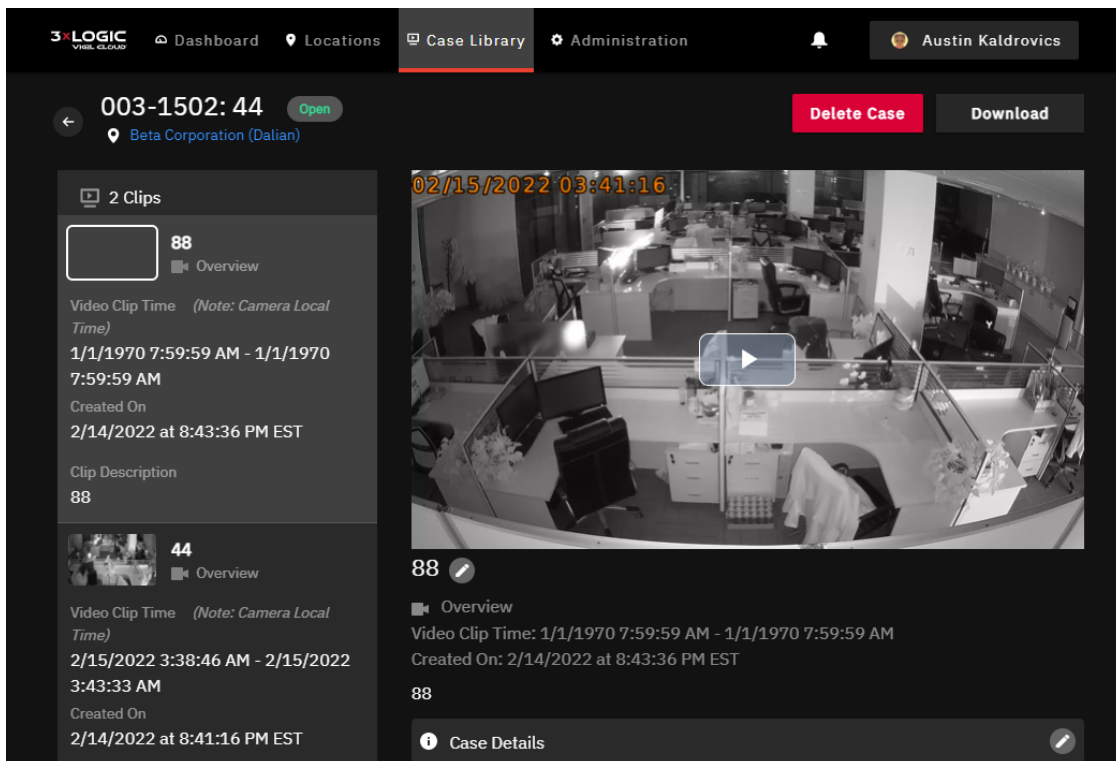 3×LOGIC
VIGIL CLOUD
Dashboard
Locations
Case Library
Administration
Austin Kaldrovics
003-1502: 44
Open
Beta Corporation (Dalian)
Delete Case
Download
2 Clips
88
Overview
Video Clip Time (Note: Camera Local
Time)
1/1/1970 7:59:59 AM - 1/1/1970
7:59:59 AM
Created On
2/14/2022 at 8:43:36 PM EST
Clip Description
88
44
Overview
Video Clip Time (Note: Camera Local
Time)
2/15/2022 3:38:46 AM - 2/15/2022
3:43:33 AM
Created On
2/14/2022 at 8:41:16 PM EST
02/15/2022 03:41:16
88
Overview
Video Clip Time: 1/1/1970 7:59:59 AM - 1/1/1970 7:59:59 AM
Created On: 2/14/2022 at 8:43:36 PM EST
88
Case Details